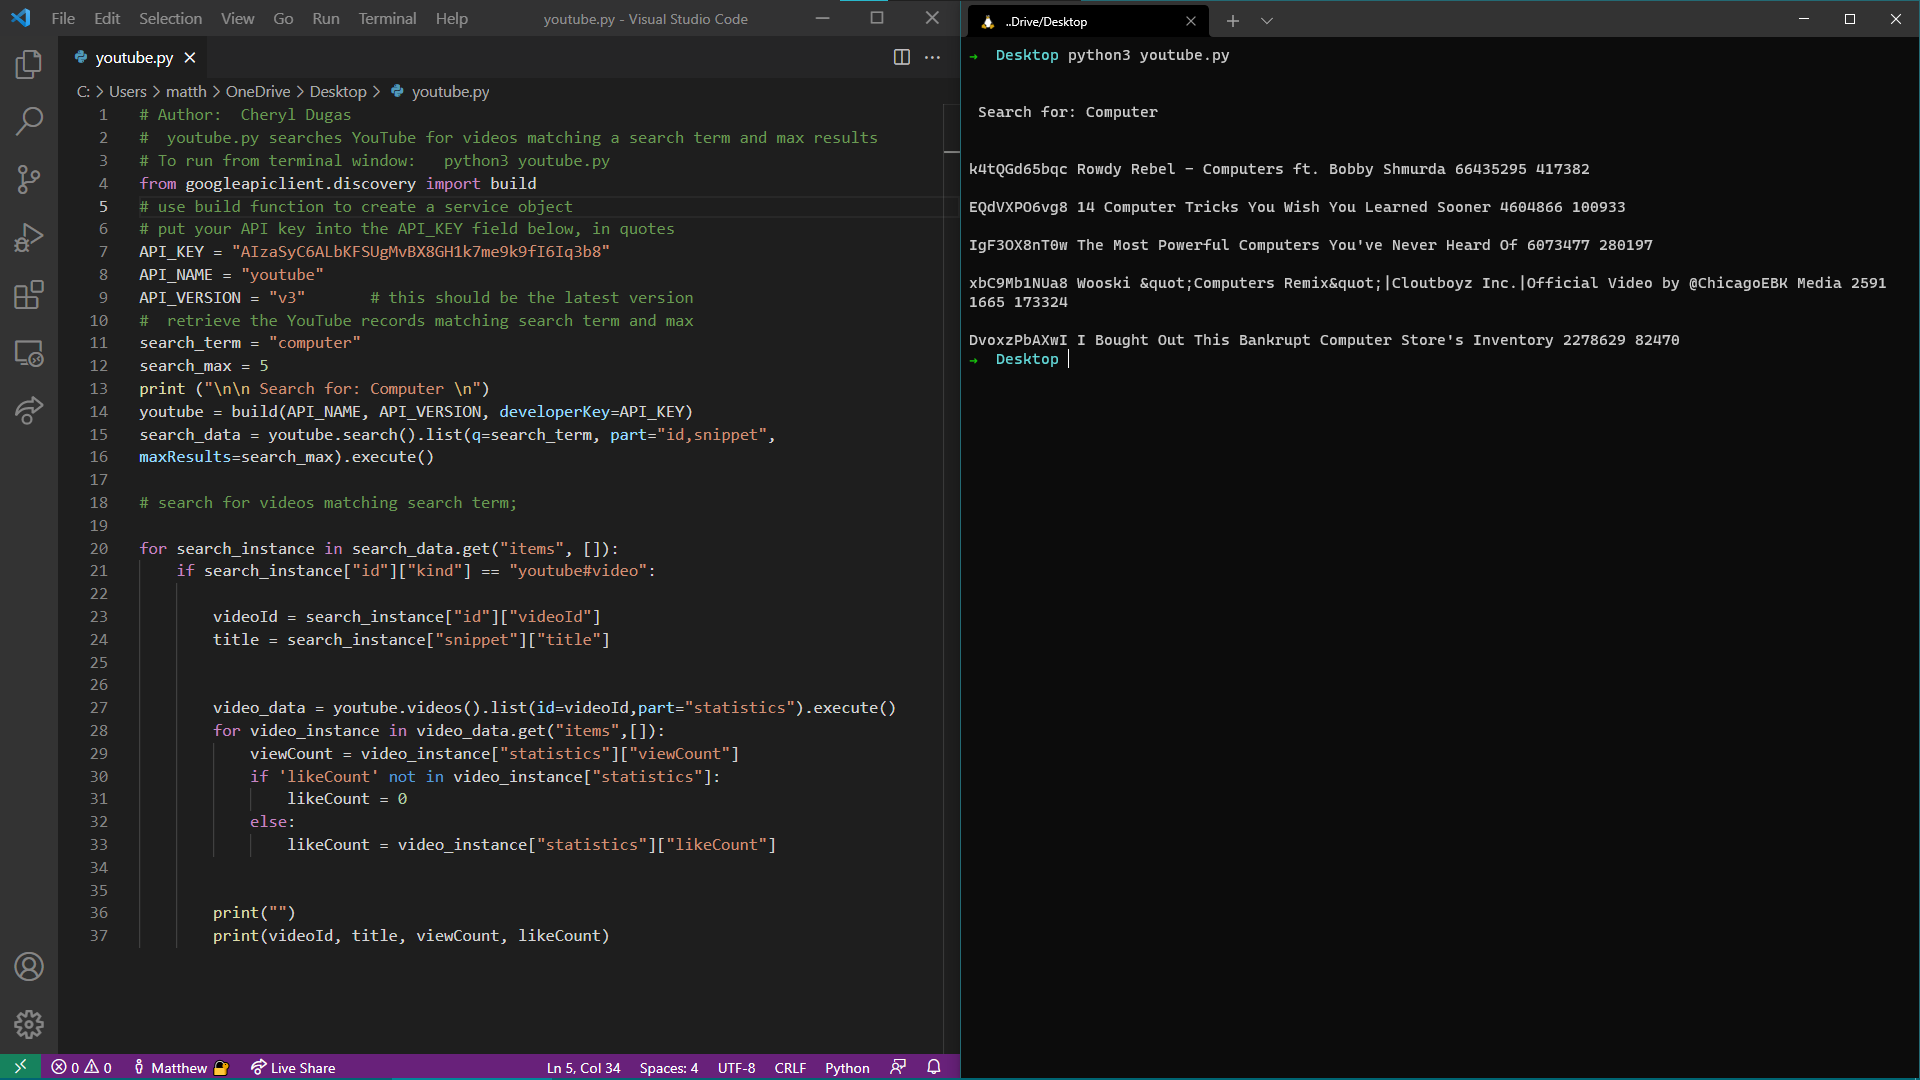 File Edit Selection View Go Run Terminal Help youtube.py - Visual Studio Code
youtube.py
C: > Users > matth > OneDrive > Desktop > youtube.py
1 # Author:  Cheryl Dugas
2 #  youtube.py searches YouTube for videos matching a search term and max results
3 # To run from terminal window:   python3 youtube.py
4 from googleapiclient.discovery import build
5 # use build function to create a service object
6 # put your API key into the API_KEY field below, in quotes
7 API_KEY = "AIzaSyC6ALbKFSUgMvBX8GH1k7me9k9fI6Iq3b8"
8 API_NAME = "youtube"
9 API_VERSION = "v3"       # this should be the latest version
10 #  retrieve the YouTube records matching search term and max
11 search_term = "computer"
12 search_max = 5
13 print ("\n\n Search for: Computer \n")
14 youtube = build(API_NAME, API_VERSION, developerKey=API_KEY)
15 search_data = youtube.search().list(q=search_term, part="id,snippet",
16 maxResults=search_max).execute()
17
18 # search for videos matching search term;
19
20 for search_instance in search_data.get("items", []):
21     if search_instance["id"]["kind"] == "youtube#video":
22
23         videoId = search_instance["id"]["videoId"]
24         title = search_instance["snippet"]["title"]
25
26
27         video_data = youtube.videos().list(id=videoId,part="statistics").execute()
28         for video_instance in video_data.get("items",[]):
29             viewCount = video_instance["statistics"]["viewCount"]
30             if 'likeCount' not in video_instance["statistics"]:
31                 likeCount = 0
32             else:
33                 likeCount = video_instance["statistics"]["likeCount"]
34
35
36         print("")
37         print(videoId, title, viewCount, likeCount)
0 0 Matthew Live Share Ln 5, Col 34 Spaces: 4 UTF-8 CRLF Python
..Drive/Desktop
→ Desktop python3 youtube.py
Search for: Computer
k4tQGd65bqc Rowdy Rebel - Computers ft. Bobby Shmurda 66435295 417382
EQdVXPO6vg8 14 Computer Tricks You Wish You Learned Sooner 4604866 100933
IgF3OX8nT0w The Most Powerful Computers You've Never Heard Of 6073477 280197
xbC9Mb1NUa8 Wooski &quot;Computers Remix&quot;|Cloutboyz Inc.|Official Video by @ChicagoEBK Media 2591
1665 173324
DvoxzPbAXwI I Bought Out This Bankrupt Computer Store's Inventory 2278629 82470
→ Desktop